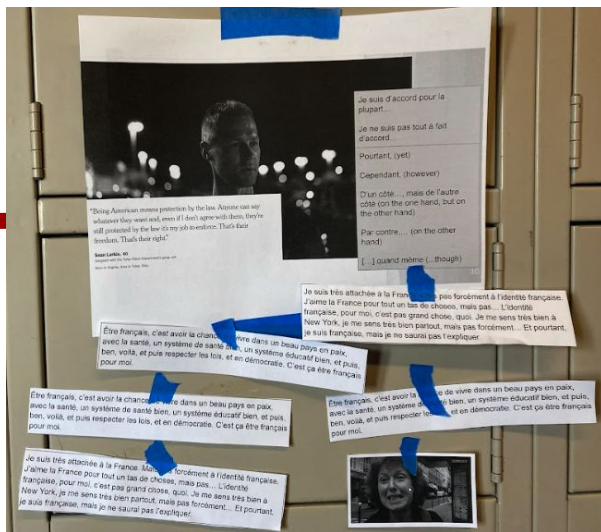 Je suis d'accord pour la
plupart...
Je ne suis pas tout à fait
d'accord...
Pourtant, (yet)
Cependant, (however)
D'un côté..., mais de l'autre
côté (on the one hand, but on
the other hand)
Par contre.... (on the other
hand)
[...] quand même (...though)
"Being American means protection by the law. Anyone can say
whatever they want and, even if I don't agree with them, they're
still protected by the law it's my job to enforce. That's their
freedom. That's their right."
Sean Larkin, 40
Je suis très attachée à la France pas forcément à l'identité française.
J'aime la France pour tout un tas de choses, mais pas... L'identité
française, pour moi, c'est pas grand chose, quoi. Je me sens très bien à
New York, je me sens très bien partout, mais pas forcément... Et pourtant,
je suis française, mais je ne saurai pas l'expliquer.
Être français, c'est avoir la chance vivre dans un beau pays en paix,
avec la santé, un système de santé bien, un système éducatif bien, et puis,
ben, voilà, et puis respecter les lois, et en démocratie. C'est ça être français
pour moi.
Être français, c'est avoir la chance vivre dans un beau pays en paix,
avec la santé, un système de santé bien, un système éducatif bien, et puis,
ben, voilà, et puis respecter les lois, et en démocratie. C'est ça être français
pour moi.
Être français, c'est avoir la de vivre dans un beau pays en paix,
avec la santé, un système bien, un système éducatif bien, et puis,
ben, voilà, et puis respecter les et en démocratie. C'est ça être français
pour moi.
Je suis très attachée à la France. forcément à l'identité française.
J'aime la France pour tout un tas de choses, mais pas... L'identité
française, pour moi, c'est pas grand chose, quoi. Je me sens très bien à
New York, je me sens très bien partout, mais pas forcément... Et pourtant,
je suis française, mais je ne saurai pas l'expliquer.